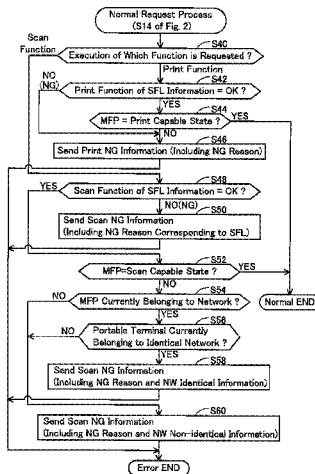 Normal Request Process
(S14 of Fig. 2)
Scan
Function
S40
Execution of Which Function is Requested ?
Print Function
NO
(NG)
S42
Print Function of SFL Information = OK ?
YES
S44
MFP = Print Capable State ?
YES
NO
S46
Send Print NG Information (Including NG Reason)
S48
YES
Scan Function of SFL Information = OK ?
NO(NG)
S50
Send Scan NG Information
(Including NG Reason Corresponding to SFL)
S52
MFP=Scan Capable State ?
YES
NO
S54
NO
MFP Currently Belonging to Network ?
Normal END
YES
S56
NO
Portable Terminal Currently
Belonging to Identical Network ?
YES
S58
Send Scan NG Information
(Including NG Reason and NW Identical Information)
S60
Send Scan NG Information
(Including NG Reason and NW Non-identical Information)
Error END